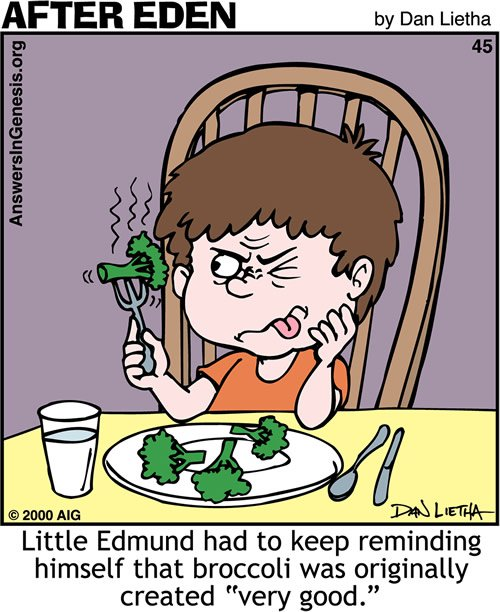 AFTER EDEN
by Dan Lietha
AnswersInGenesis.org
45
© 2000 AIG
DAN LIETHA
Little Edmund had to keep reminding
himself that broccoli was originally
created “very good.”